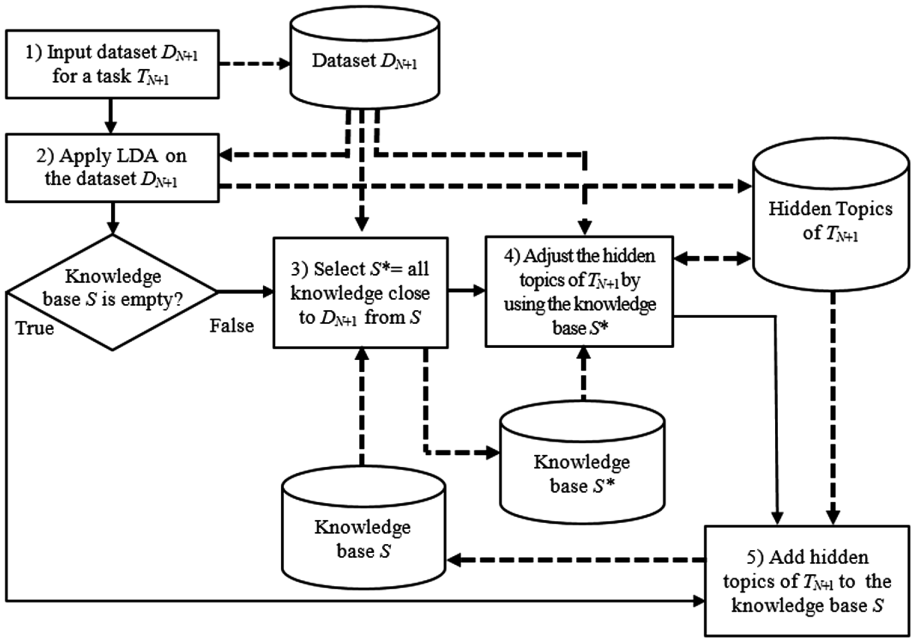 1) Input dataset DN+1
for a task TN+1
Dataset DN+1
2) Apply LDA on
the dataset DN+1
Hidden Topics
of TN+1
Knowledge
base S is empty?
True
False
3) Select S*= all
knowledge close
to DN+1 from S
4) Adjust the hidden
topics of TN+1 by
using the knowledge
base S*
Knowledge
base S*
Knowledge
base S
5) Add hidden
topics of TN+1 to the
knowledge base S